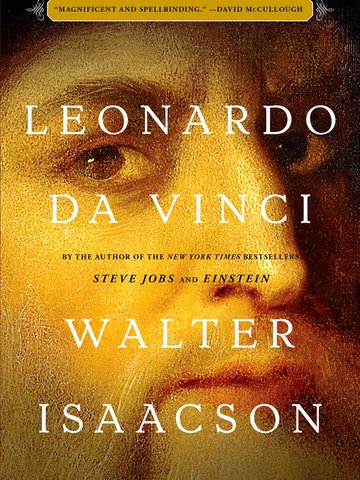 “MAGNIFICENT AND SPELLBINDING.” —DAVID McCULLOUGH
LEONARDO
DA VINCI
BY THE AUTHOR OF THE NEW YORK TIMES BESTSELLERS
STEVE JOBS AND EINSTEIN
WALTER
ISAACSON